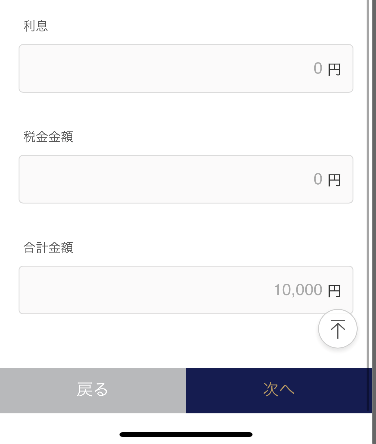 利息
0 円
税金金額
0 円
合計金額
10,000 円
戻る
次へ